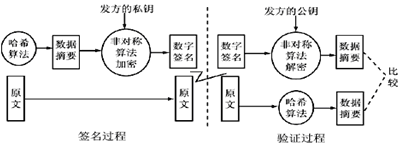 发方的私钥
哈希
算法
数据
摘要
非对称
算法
加密
数字
签名
原文
原文
签名过程
发方的公钥
数字
签名
非对称
算法
解密
数据
摘要
原文
哈希
算法
数据
摘要
比较
验证过程